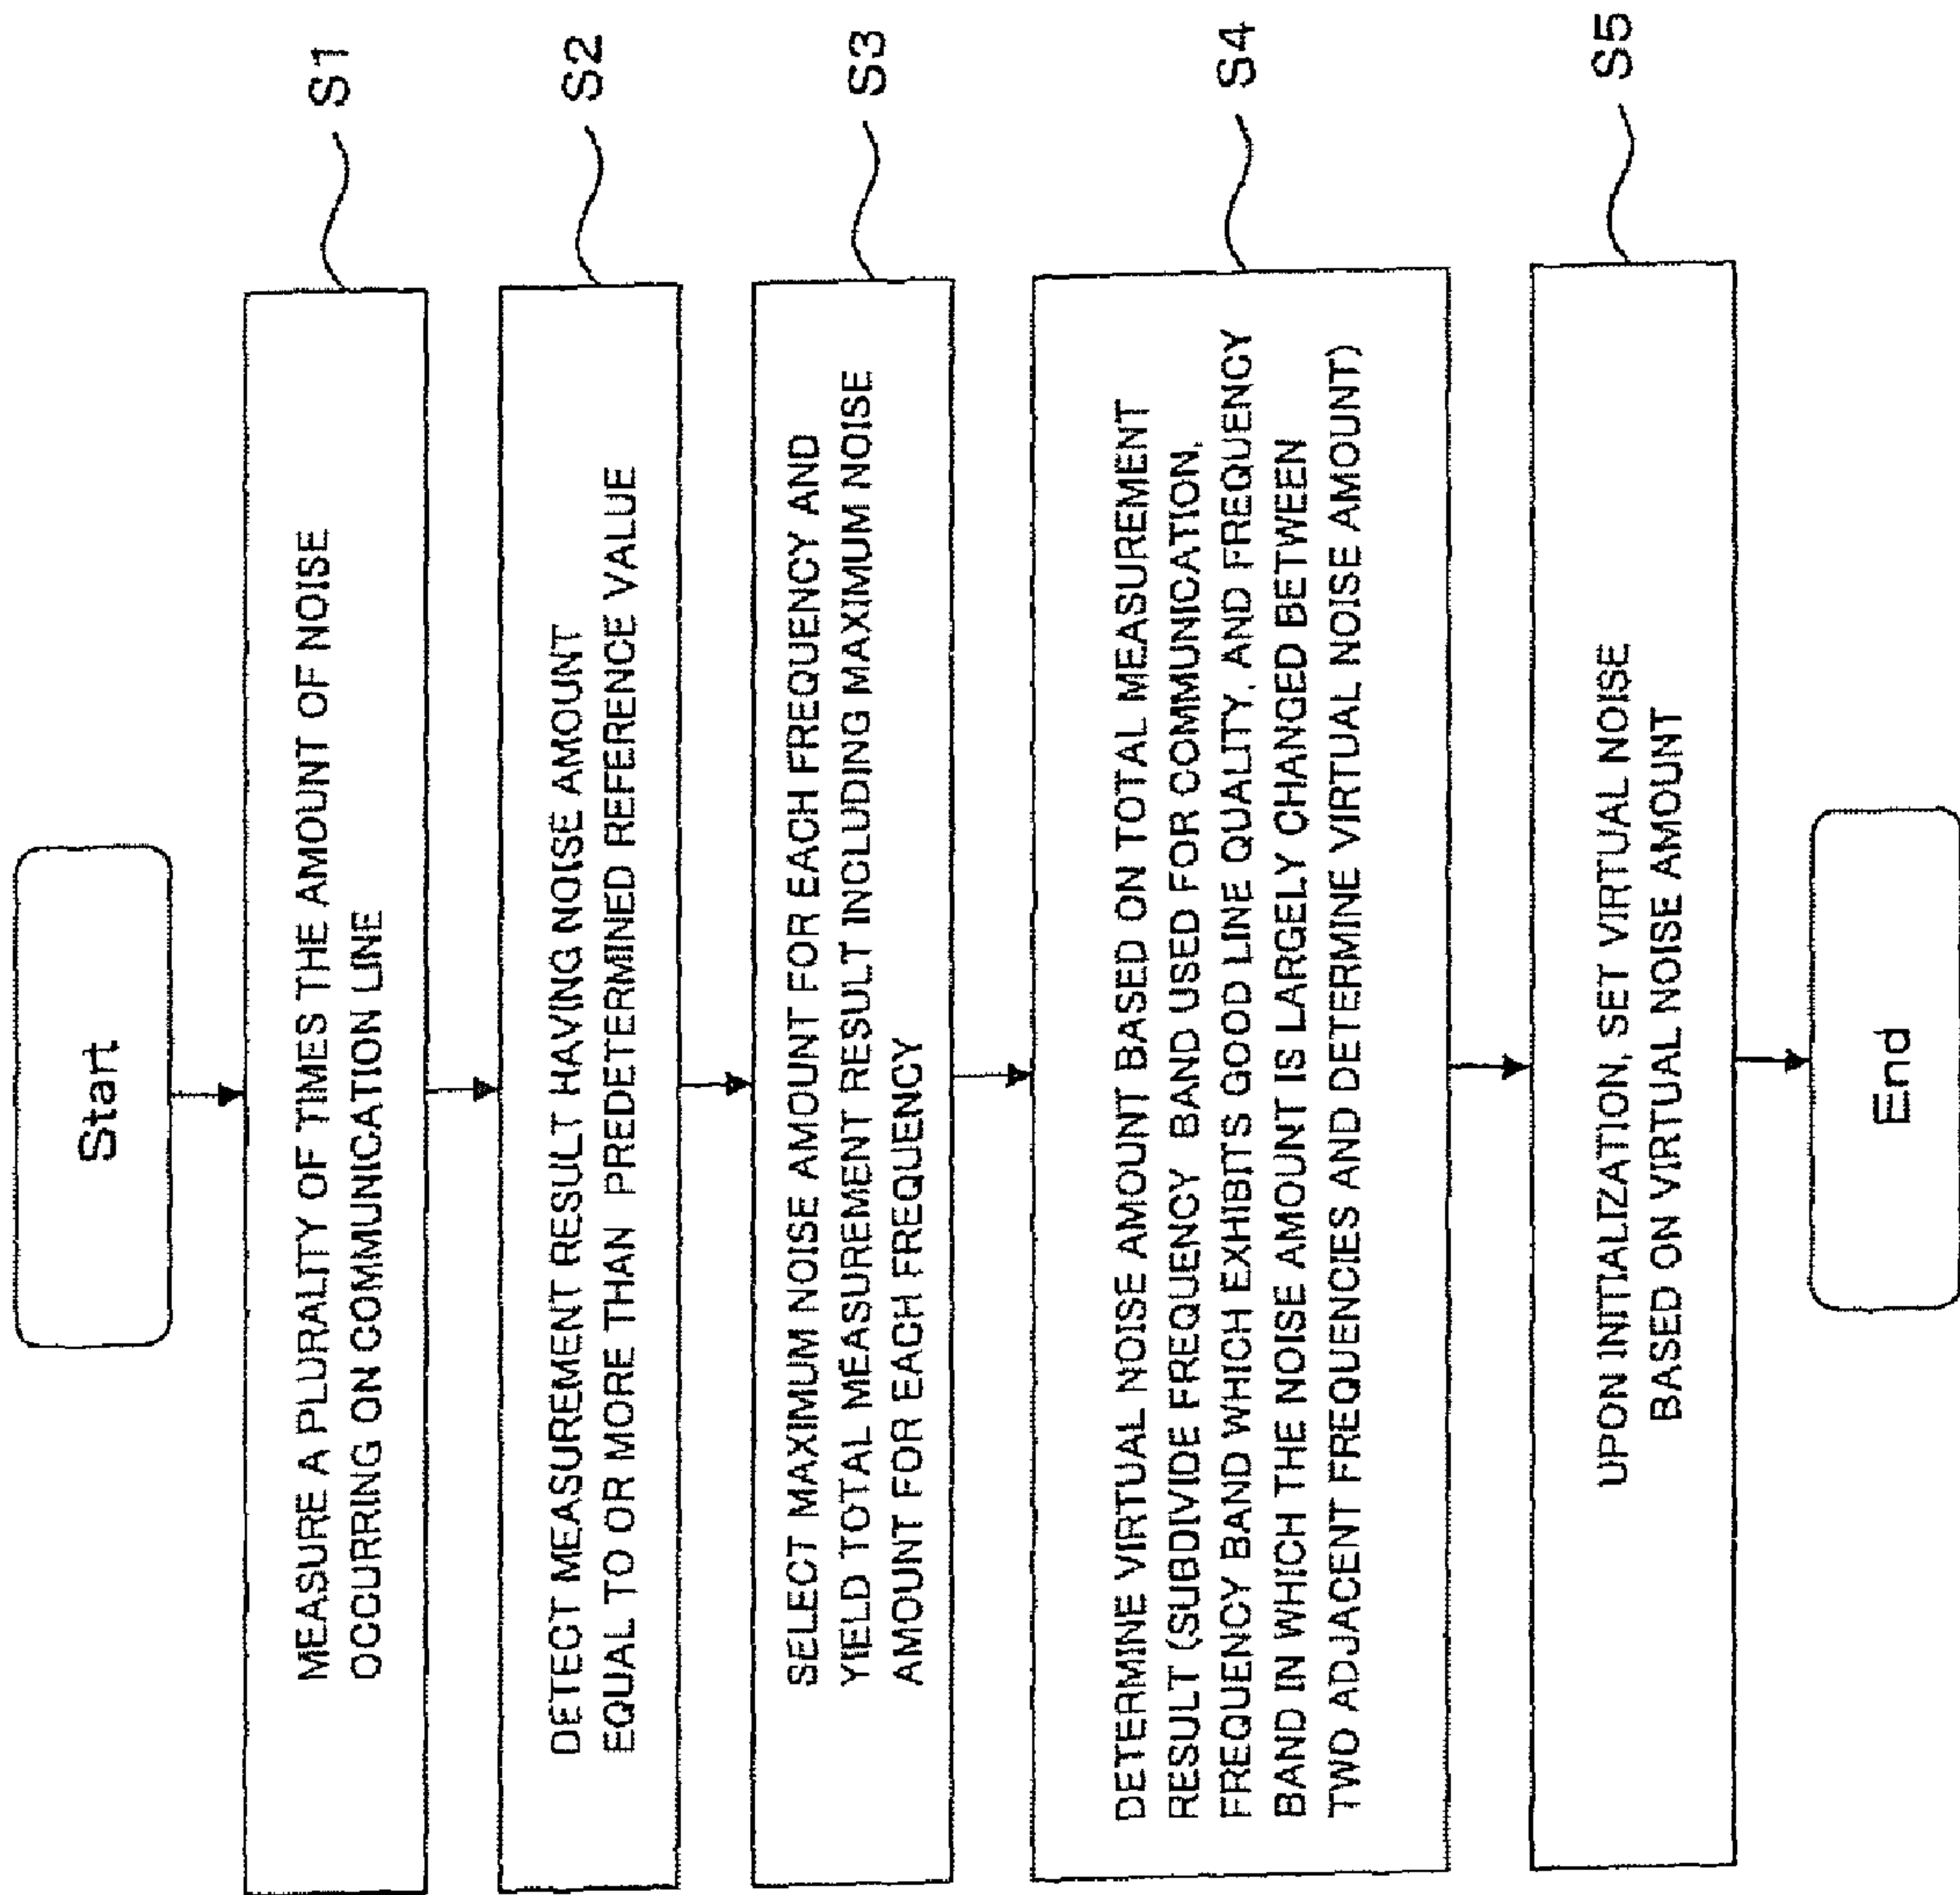 Start
MEASURE A PLURALITY OF TIMES THE AMOUNT OF NOISE
OCCURRING ON COMMUNICATION LINE
S1
DETECT MEASUREMENT RESULT HAVING NOISE AMOUNT
EQUAL TO OR MORE THAN PREDETERMINED REFERENCE VALUE
S2
SELECT MAXIMUM NOISE AMOUNT FOR EACH FREQUENCY AND
YIELD TOTAL MEASUREMENT RESULT INCLUDING MAXIMUM NOISE
AMOUNT FOR EACH FREQUENCY
S3
DETERMINE VIRTUAL NOISE AMOUNT BASED ON TOTAL MEASUREMENT
RESULT (SUBDIVIDE FREQUENCY BAND USED FOR COMMUNICATION,
FREQUENCY BAND WHICH EXHIBITS GOOD LINE QUALITY, AND FREQUENCY
BAND IN WHICH THE NOISE AMOUNT IS LARGELY CHANGED BETWEEN
TWO ADJACENT FREQUENCIES AND DETERMINE VIRTUAL NOISE AMOUNT)
S4
UPON INITIALIZATION, SET VIRTUAL NOISE
BASED ON VIRTUAL NOISE AMOUNT
S5
End